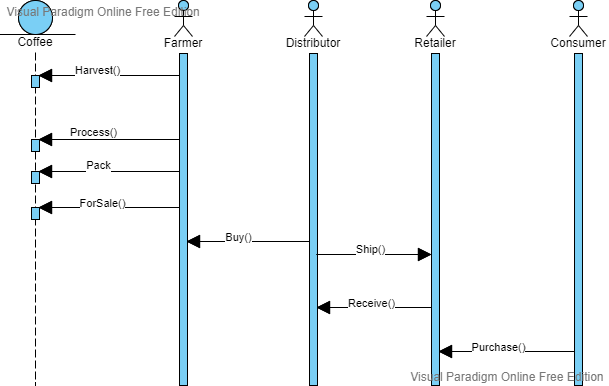 Visual Paradigm Online Free Edition
Coffee
Farmer
Distributor
Retailer
Consumer
Harvest()
Process()
Pack
ForSale()
Buy()
Ship()
Receive()
Purchase()
Visual Paradigm Online Free Edition